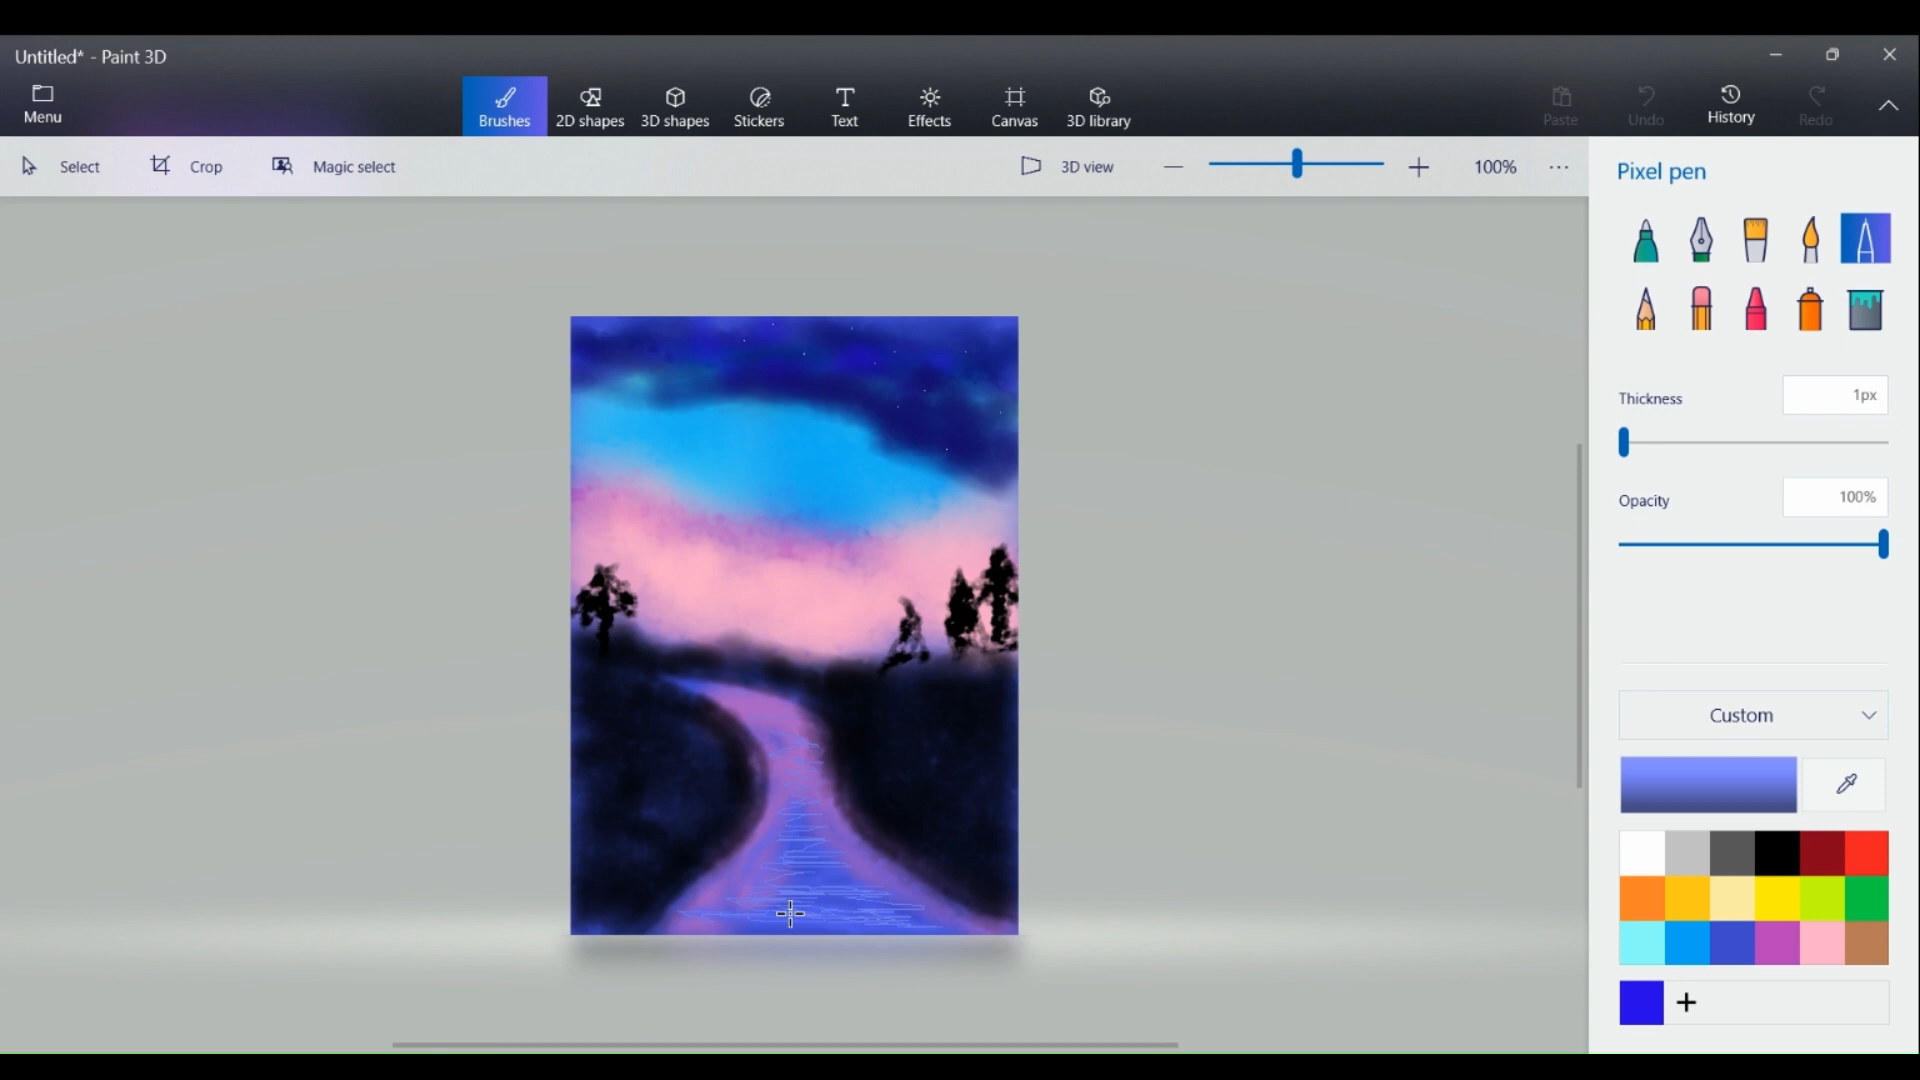 Untitled* - Paint 3D
Menu
Brushes
2D shapes
3D shapes
Stickers
Text
Effects
Canvas
3D library
Paste
Undo
History
Redo
Select
Crop
Magic select
3D view
100%
Pixel pen
Thickness
1px
Opacity
100%
Custom